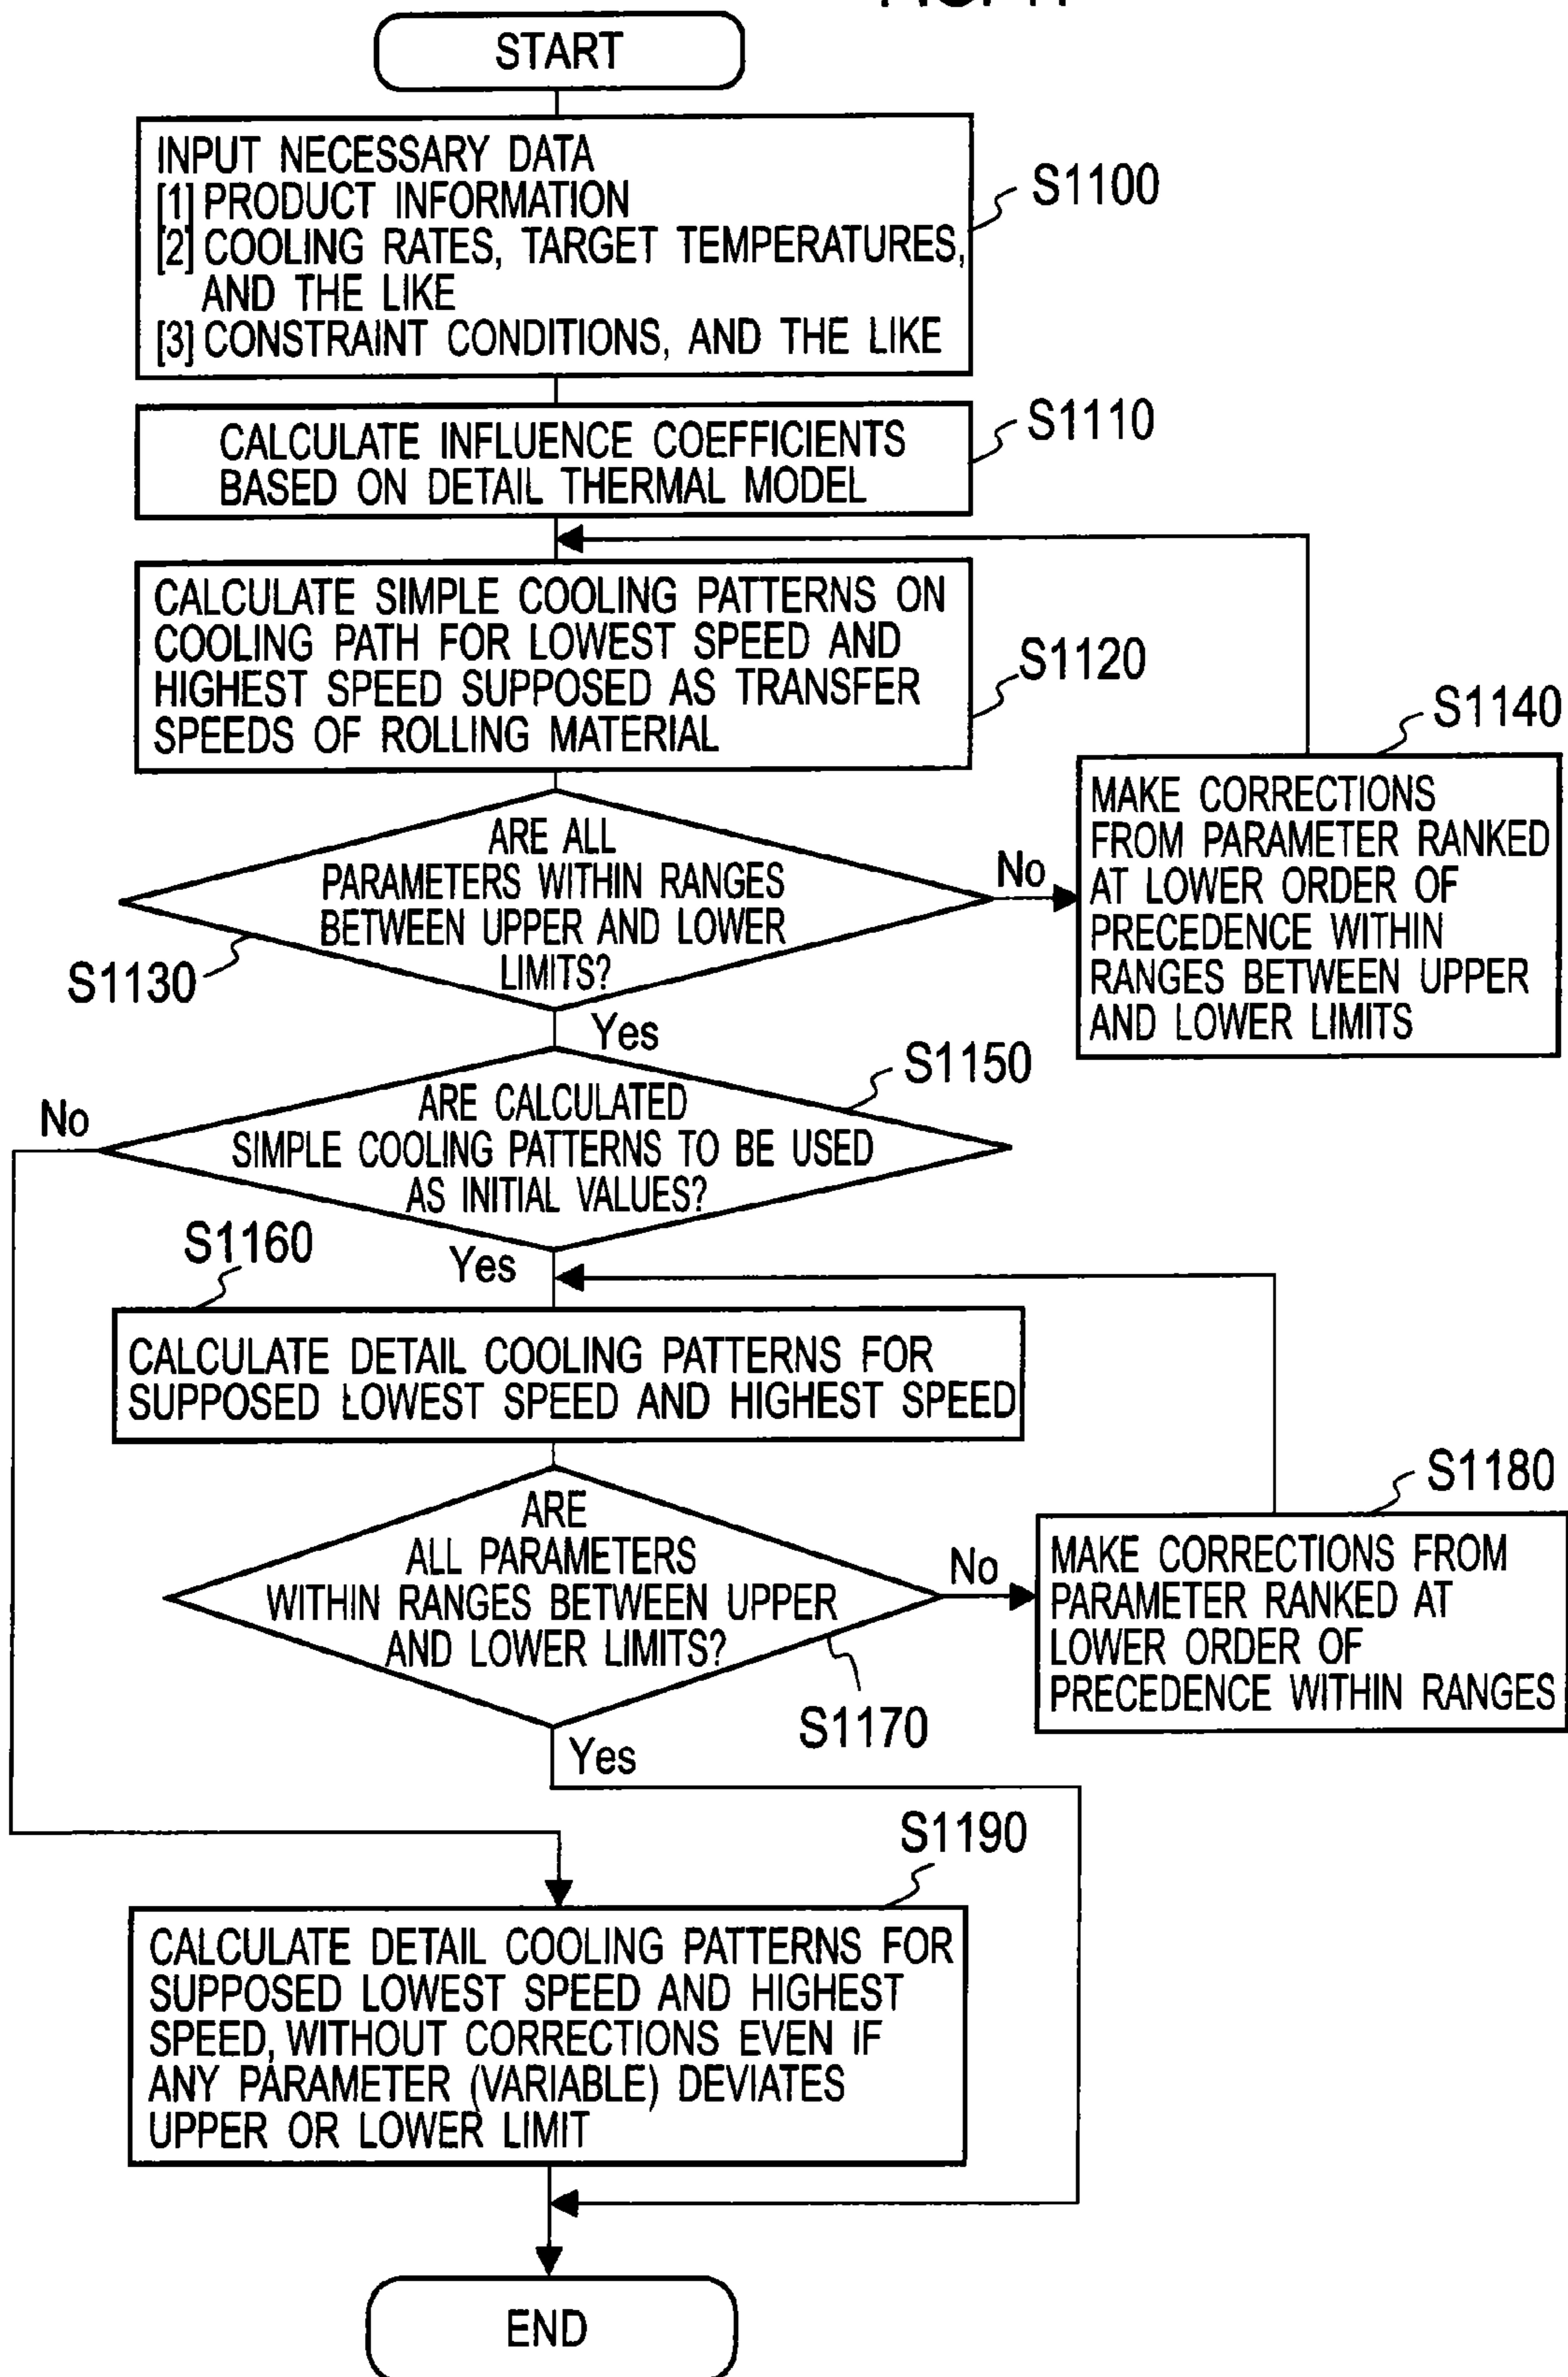 START
INPUT NECESSARY DATA
[1] PRODUCT INFORMATION
[2] COOLING RATES, TARGET TEMPERATURES,
AND THE LIKE
[3] CONSTRAINT CONDITIONS, AND THE LIKE
S1100
CALCULATE INFLUENCE COEFFICIENTS
BASED ON DETAIL THERMAL MODEL
S1110
CALCULATE SIMPLE COOLING PATTERNS ON
COOLING PATH FOR LOWEST SPEED AND
HIGHEST SPEED SUPPOSED AS TRANSFER
SPEEDS OF ROLLING MATERIAL
S1120
ARE ALL
PARAMETERS WITHIN RANGES
BETWEEN UPPER AND LOWER
LIMITS?
S1130
No
S1140
MAKE CORRECTIONS
FROM PARAMETER RANKED
AT LOWER ORDER OF
PRECEDENCE WITHIN
RANGES BETWEEN UPPER
AND LOWER LIMITS
Yes
S1150
ARE CALCULATED
SIMPLE COOLING PATTERNS TO BE USED
AS INITIAL VALUES?
No
Yes
S1160
CALCULATE DETAIL COOLING PATTERNS FOR
SUPPOSED LOWEST SPEED AND HIGHEST SPEED
ARE
ALL PARAMETERS
WITHIN RANGES BETWEEN UPPER
AND LOWER LIMITS?
S1170
No
S1180
MAKE CORRECTIONS FROM
PARAMETER RANKED AT
LOWER ORDER OF
PRECEDENCE WITHIN RANGES
Yes
S1190
CALCULATE DETAIL COOLING PATTERNS FOR
SUPPOSED LOWEST SPEED AND HIGHEST
SPEED, WITHOUT CORRECTIONS EVEN IF
ANY PARAMETER (VARIABLE) DEVIATES
UPPER OR LOWER LIMIT
END